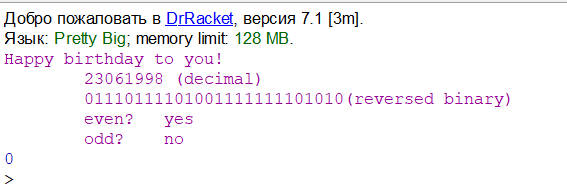 Добро пожаловать в DrRacket, версия 7.1 [3m].
Язык: Pretty Big; memory limit: 128 MB.
Happy birthday to you!
23061998 (decimal)
01110111101001111111101010(reversed binary)
even? yes
odd? no
0
>